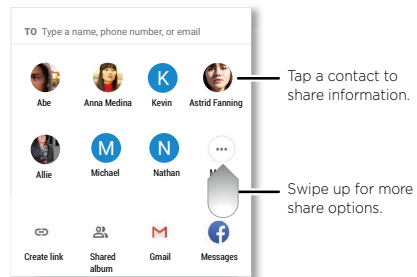 TO Type a name, phone number, or email
K
Abe Anna Medina Kevin Astrid Fanning
Tap a contact to
share information.
M N
Allie Michael Nathan
Swipe up for more
share options.
M f
Create link Shared Gmail Messages
album